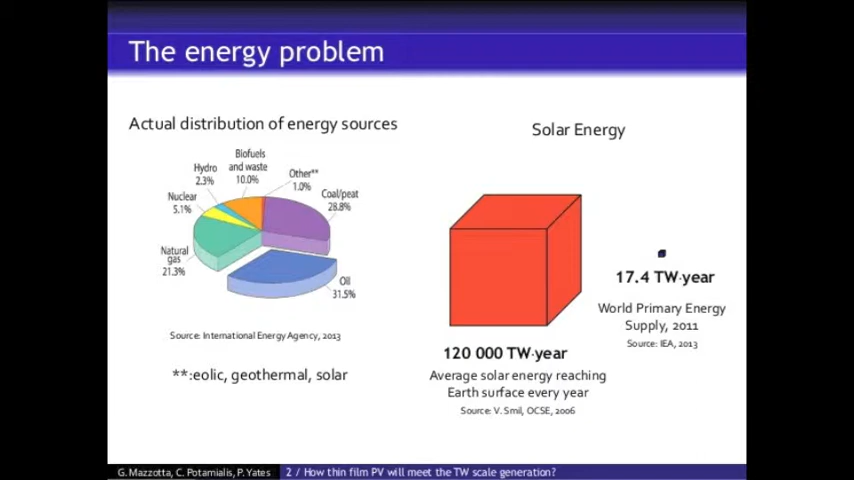 The energy problem
Actual distribution of energy sources
Biofuels
and waste
10.0%
Hydro
2.3%
Other**
1.0%
Nuclear
5.1%
Coal/peat
28.8%
Natural
gas
21.3%
Oil
31.5%
Source: International Energy Agency, 2013
**:eolic, geothermal, solar
Solar Energy
120 000 TW·year
Average solar energy reaching
Earth surface every year
Source: V. Smil, OCSE, 2006
17.4 TW·year
World Primary Energy
Supply, 2011
Source: IEA, 2013
G. Mazzotta, C. Potamialis, P. Yates
2 / How thin film PV will meet the TW scale generation?